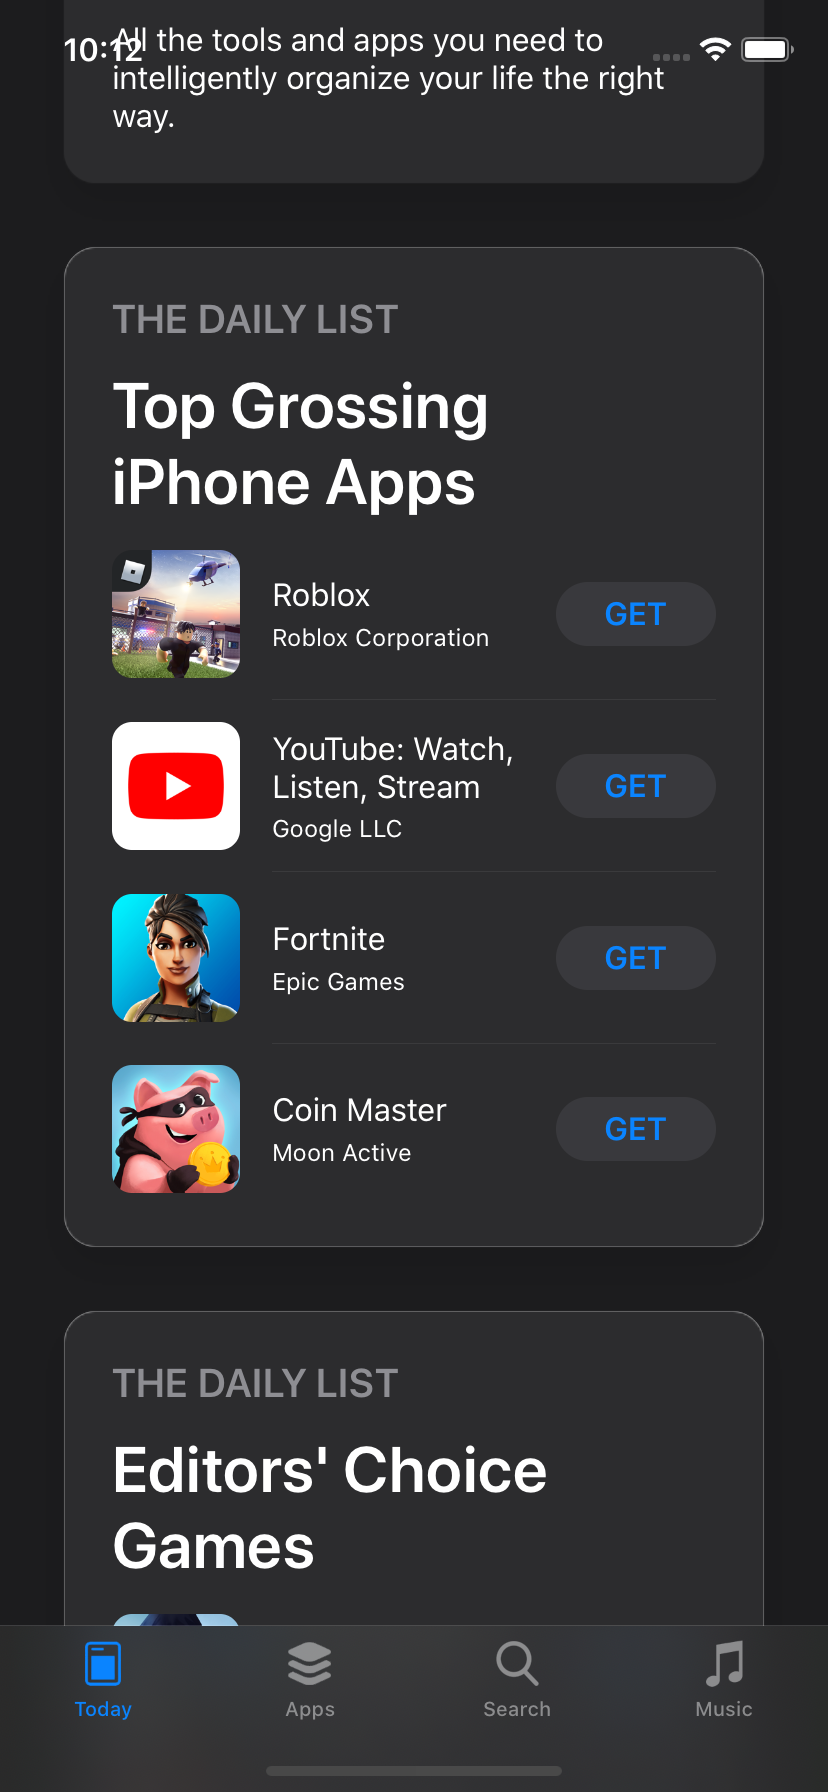 10:12
All the tools and apps you need to
intelligently organize your life the right
way.
THE DAILY LIST
Top Grossing
iPhone Apps
Roblox
Roblox Corporation
GET
YouTube: Watch,
Listen, Stream
Google LLC
GET
Fortnite
Epic Games
GET
Coin Master
Moon Active
GET
THE DAILY LIST
Editors' Choice
Games
Today
Apps
Search
Music